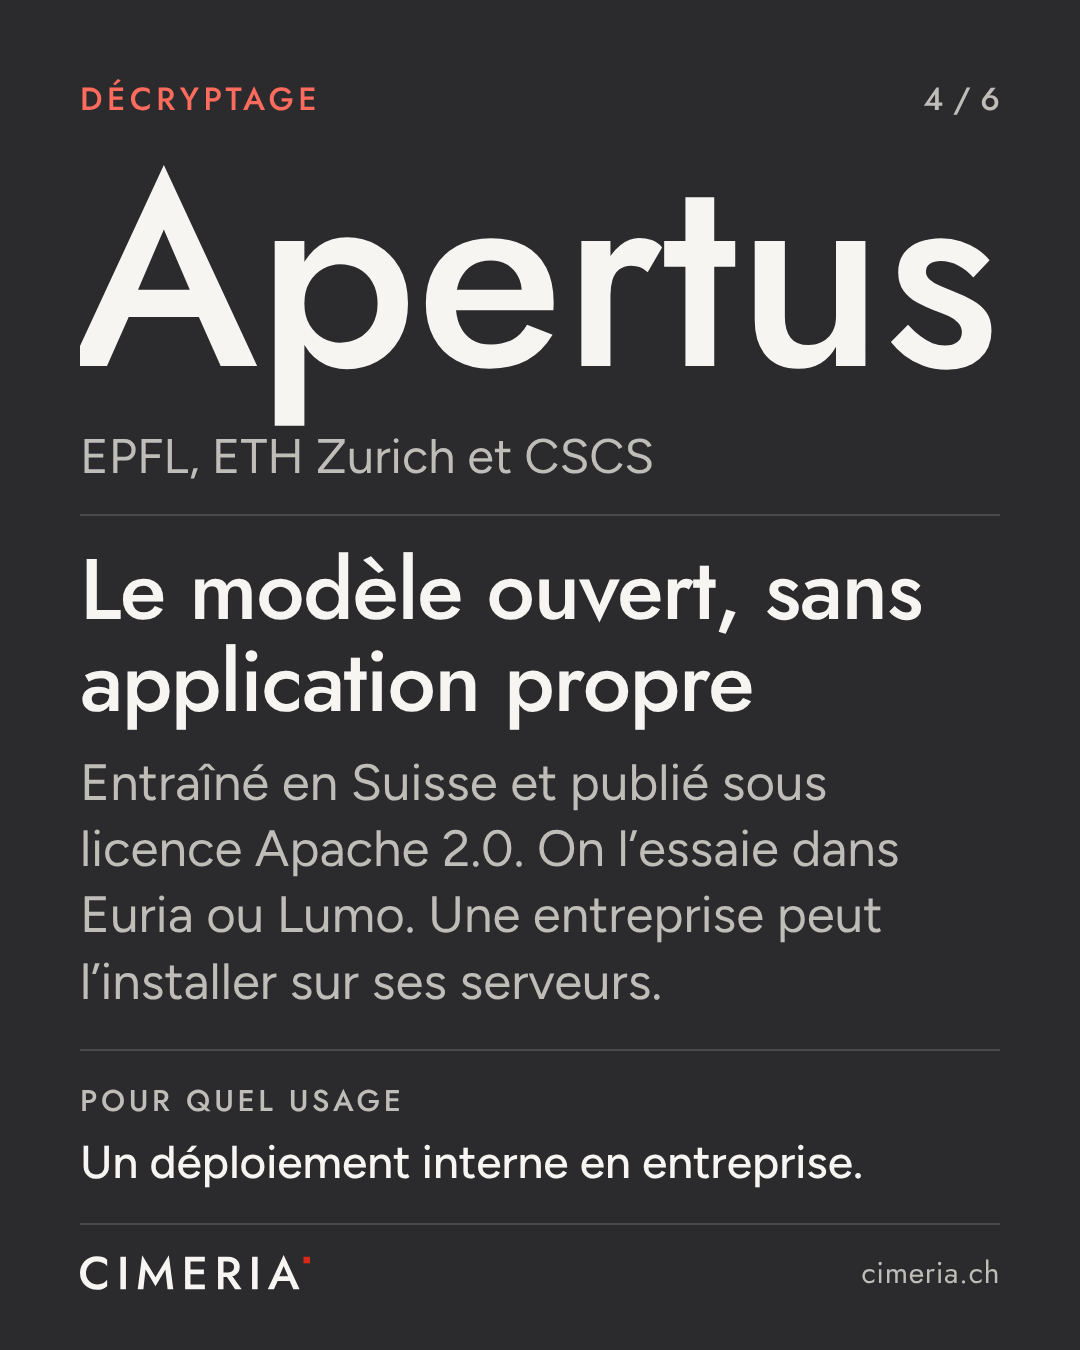 DÉCRYPTAGE
4 / 6
Apertus
EPFL, ETH Zurich et CSCS
Le modèle ouvert, sans
application propre
Entraîné en Suisse et publié sous
licence Apache 2.0. On l’essaie dans
Euria ou Lumo. Une entreprise peut
l’installer sur ses serveurs.
POUR QUEL USAGE
Un déploiement interne en entreprise.
CIMERIA
cimeria.ch